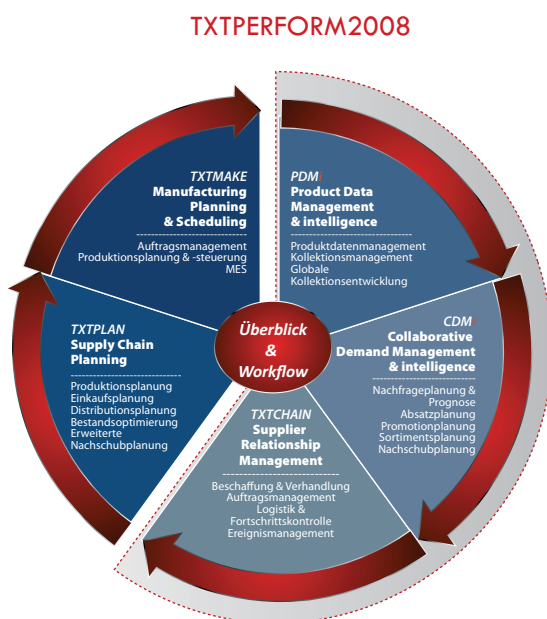 TXTPERFORM2008
TXTMAKE
Manufacturing
Planning
& Scheduling
Auftragsmanagement
Produktionsplanung & -steuerung
MES
PDMi
Product Data
Management
& intelligence
Produktdatenmanagement
Kollektionsmanagement
Globale
Kollektionsentwicklung
TXTPLAN
Supply Chain
Planning
Produktionsplanung
Einkaufsplanung
Distributionsplanung
Bestandsoptimierung
Erweiterte
Nachschubplanung
Überblick
&
Workflow
CDMi
Collaborative
Demand Management
& intelligence
Nachfrageplanung &
Prognose
Absatzplanung
Promotionplanung
Sortimentsplanung
Nachschubplanung
TXTCHAIN
Supplier
Relationship
Management
Beschaffung & Verhandlung
Auftragsmanagement
Logistik &
Fortschrittskontrolle
Ereignismanagement